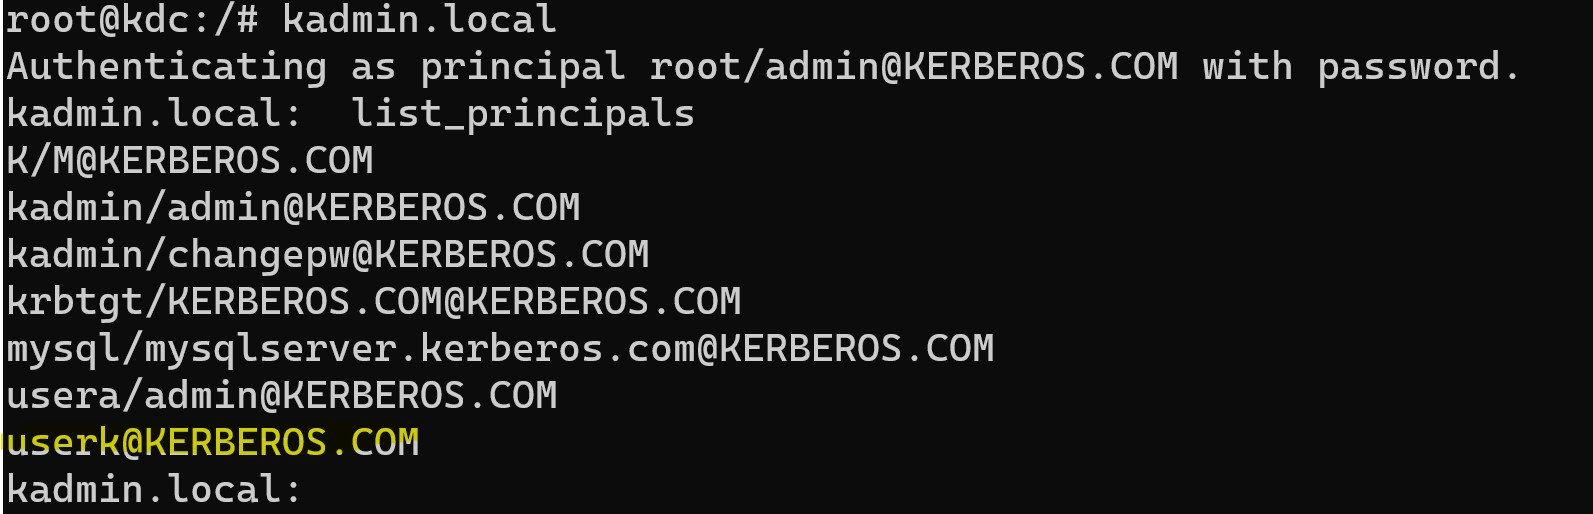 root@kdc:/# kadmin.local
Authenticating as principal root/admin@KERBEROS.COM with password.
kadmin.local:  list_principals
K/M@KERBEROS.COM
kadmin/admin@KERBEROS.COM
kadmin/changepw@KERBEROS.COM
krbtgt/KERBEROS.COM@KERBEROS.COM
mysql/mysqlserver.kerberos.com@KERBEROS.COM
usera/admin@KERBEROS.COM
userk@KERBEROS.COM
kadmin.local: